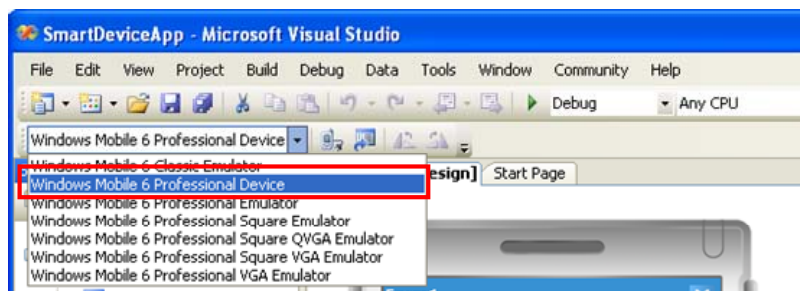 SmartDeviceApp - Microsoft Visual Studio
File Edit View Project Build Debug Data Tools Window Community Help
Debug Any CPU
Windows Mobile 6 Professional Device
Windows Mobile 6 Classic Emulator
esign] Start Page
Windows Mobile 6 Professional Device
Windows Mobile 6 Professional Emulator
Windows Mobile 6 Professional Square Emulator
Windows Mobile 6 Professional Square QVGA Emulator
Windows Mobile 6 Professional Square VGA Emulator
Windows Mobile 6 Professional VGA Emulator